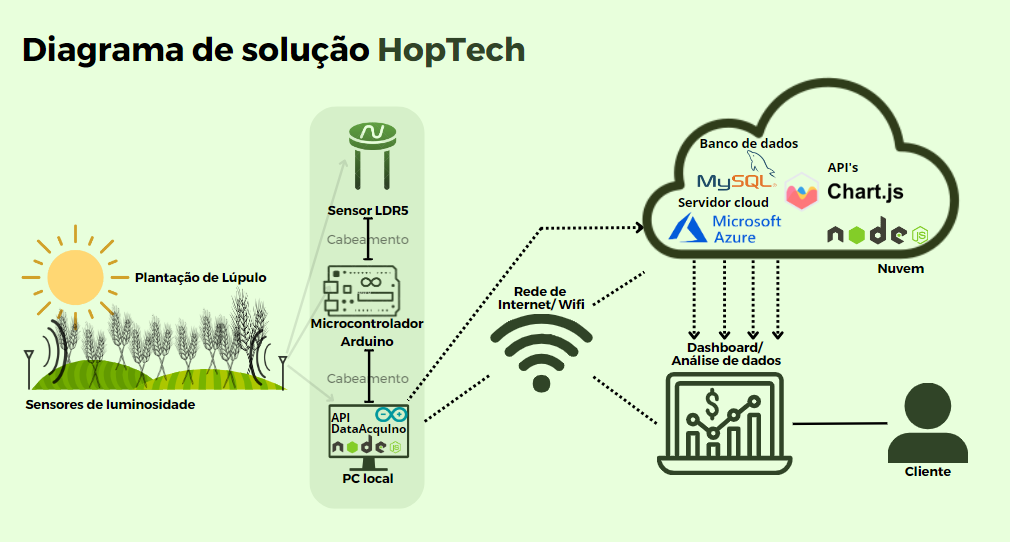 Diagrama de solução HopTech
Sensor LDR5
Cabeamento
Microcontrolador
Arduino
Cabeamento
API
DataAcquIno
node
JS
PC local
Plantação de Lúpulo
Sensores de luminosidade
Rede de
Internet/ Wifi
Banco de dados
MySQL
Servidor cloud
Microsoft
Azure
API's
Chart.js
node
JS
Nuvem
Dashboard/
Análise de dados
$
Cliente